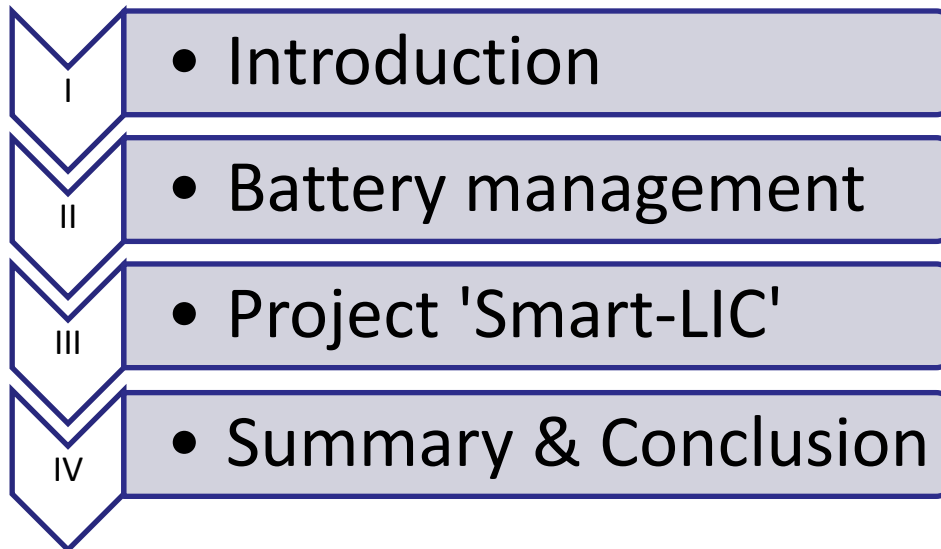 I
• Introduction
II
• Battery management
III
• Project 'Smart-LIC'
IV
• Summary & Conclusion